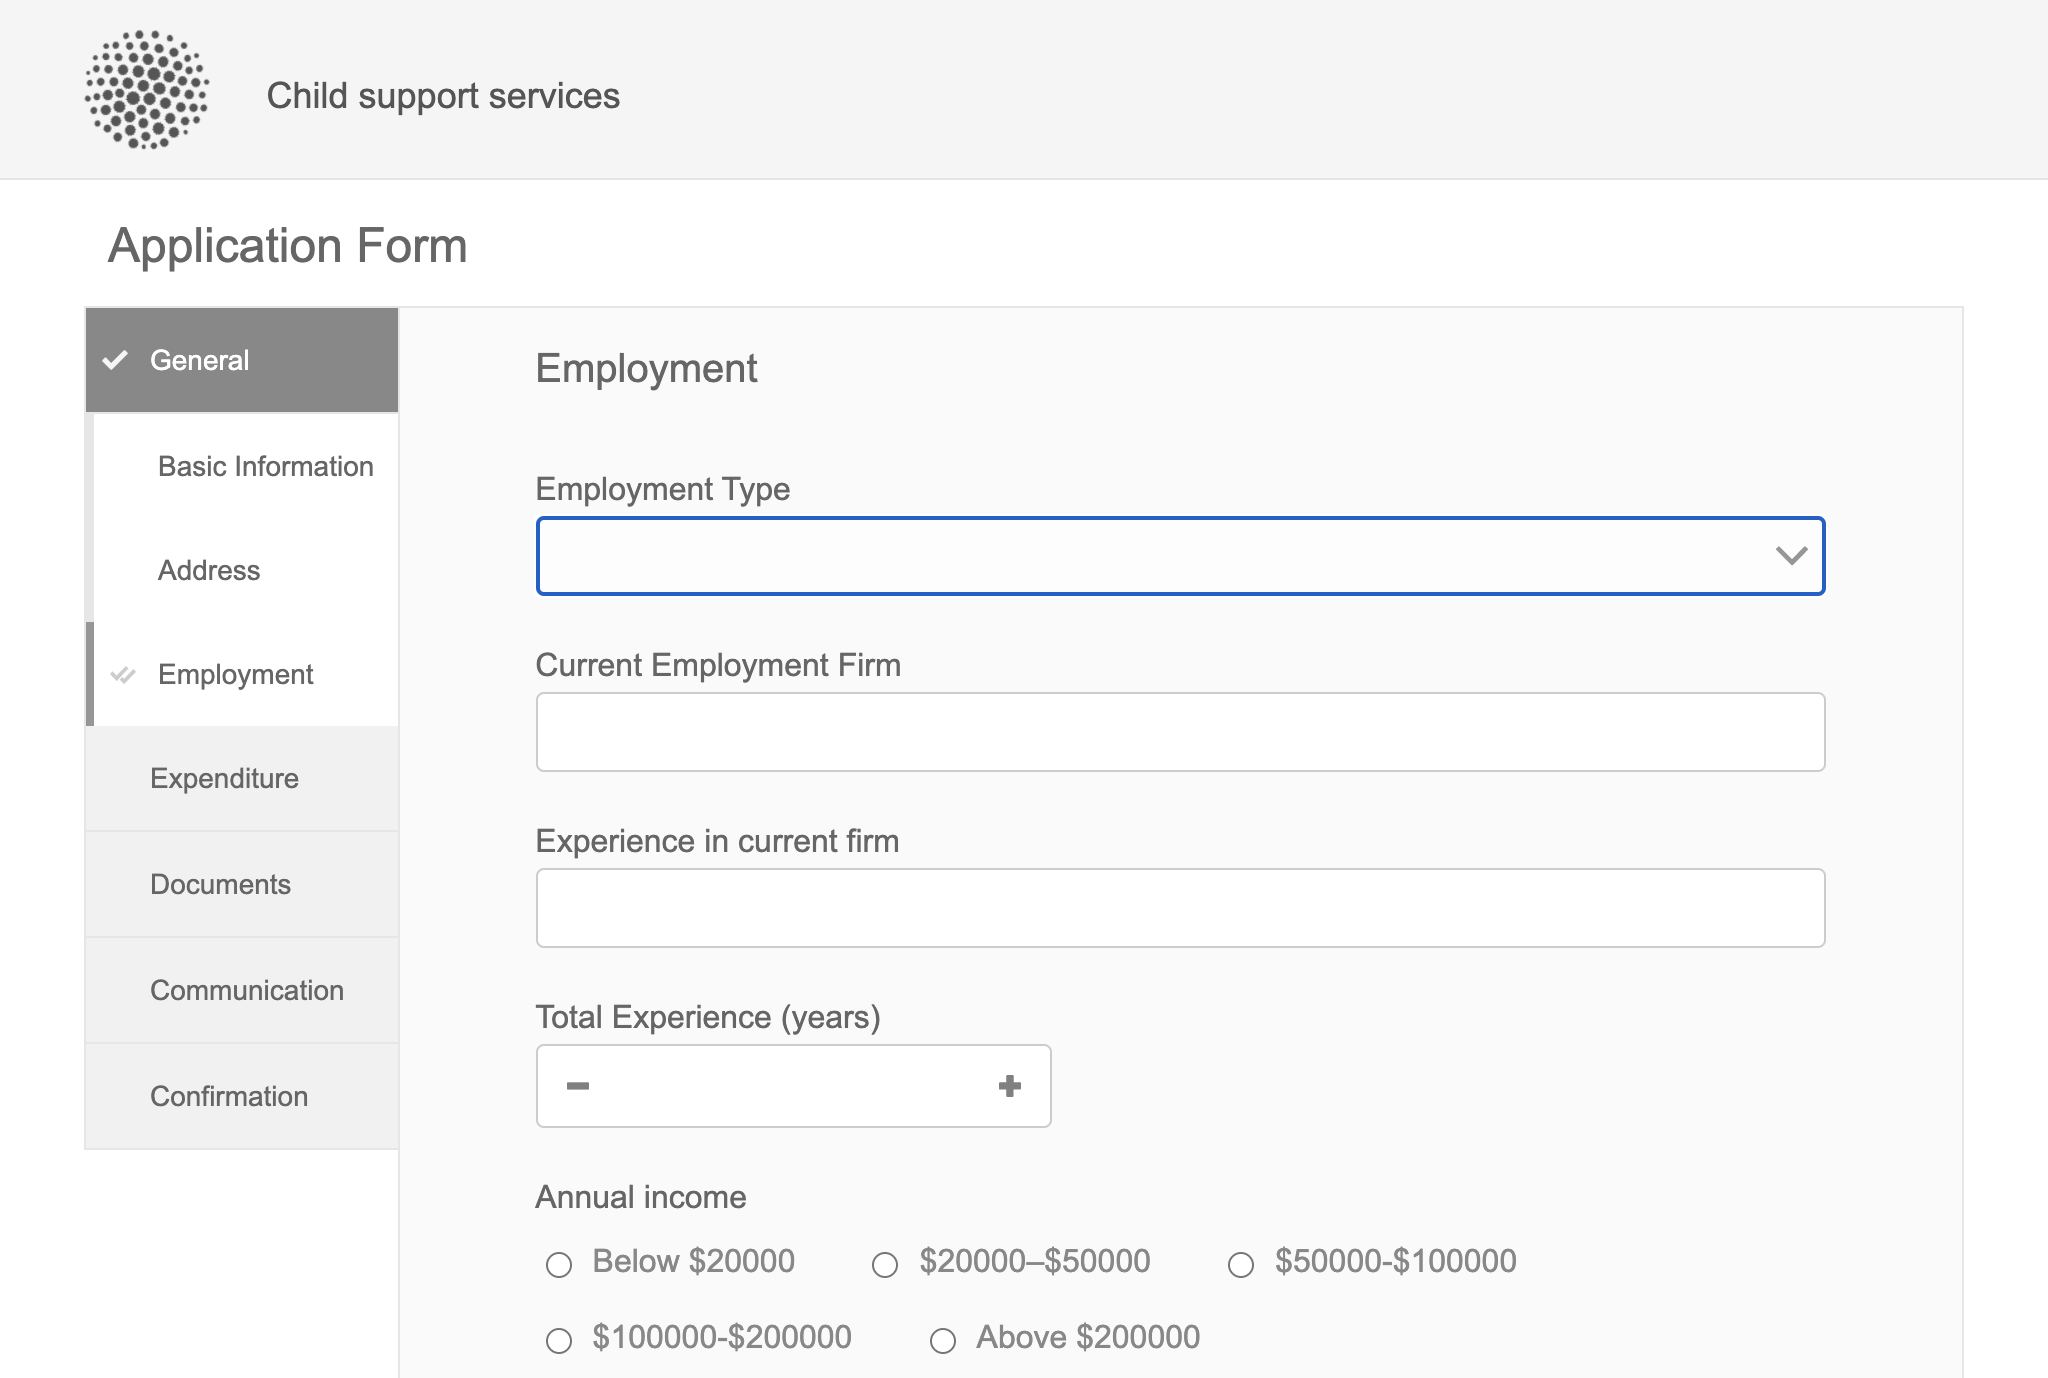 Child support services
Application Form
General
Basic Information
Address
Employment
Expenditure
Documents
Communication
Confirmation
Employment
Employment Type
Current Employment Firm
Experience in current firm
Total Experience (years)
Annual income
Below $20000 $20000–$50000 $50000-$100000
$100000-$200000 Above $200000